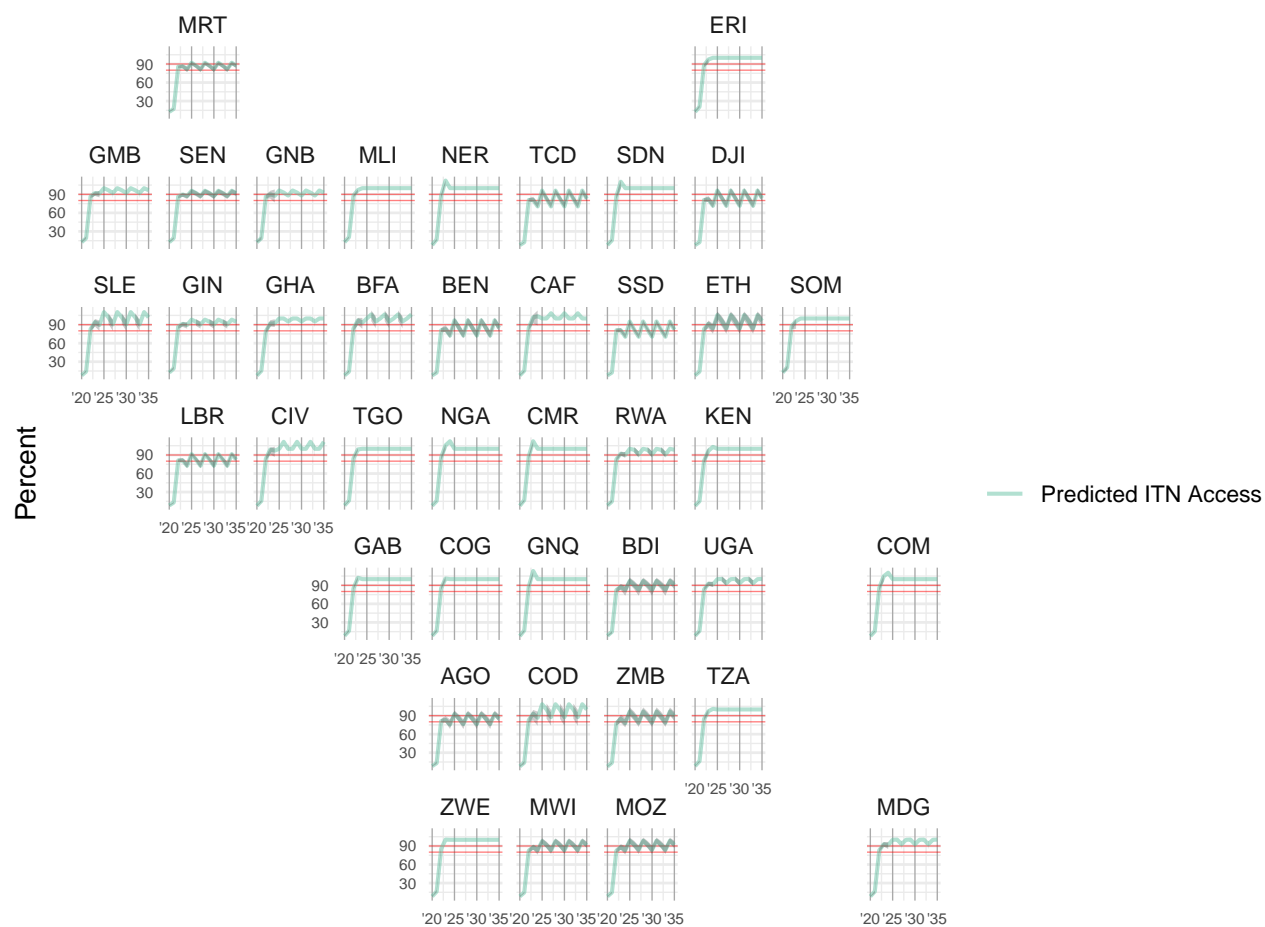 MRT ERI
90
60
30
GMB SEN GNB MLI NER TCD SDN DJI
90
60
30
SLE GIN GHA BFA BEN CAF SSD ETH SOM
90
60
30
'20 '25 '30 '35 '20 '25 '30 '35
LBR CIV TGO NGA CMR RWA KEN
90
60
30
'20 '25 '30 '35 '20 '25 '30 '35
Percent
Predicted ITN Access
GAB COG GNQ BDI UGA COM
90
60
30
'20 '25 '30 '35
AGO COD ZMB TZA
90
60
30
'20 '25 '30 '35
ZWE MWI MOZ MDG
90
60
30
'20 '25 '30 '35 '20 '25 '30 '35 '20 '25 '30 '35 '20 '25 '30 '35